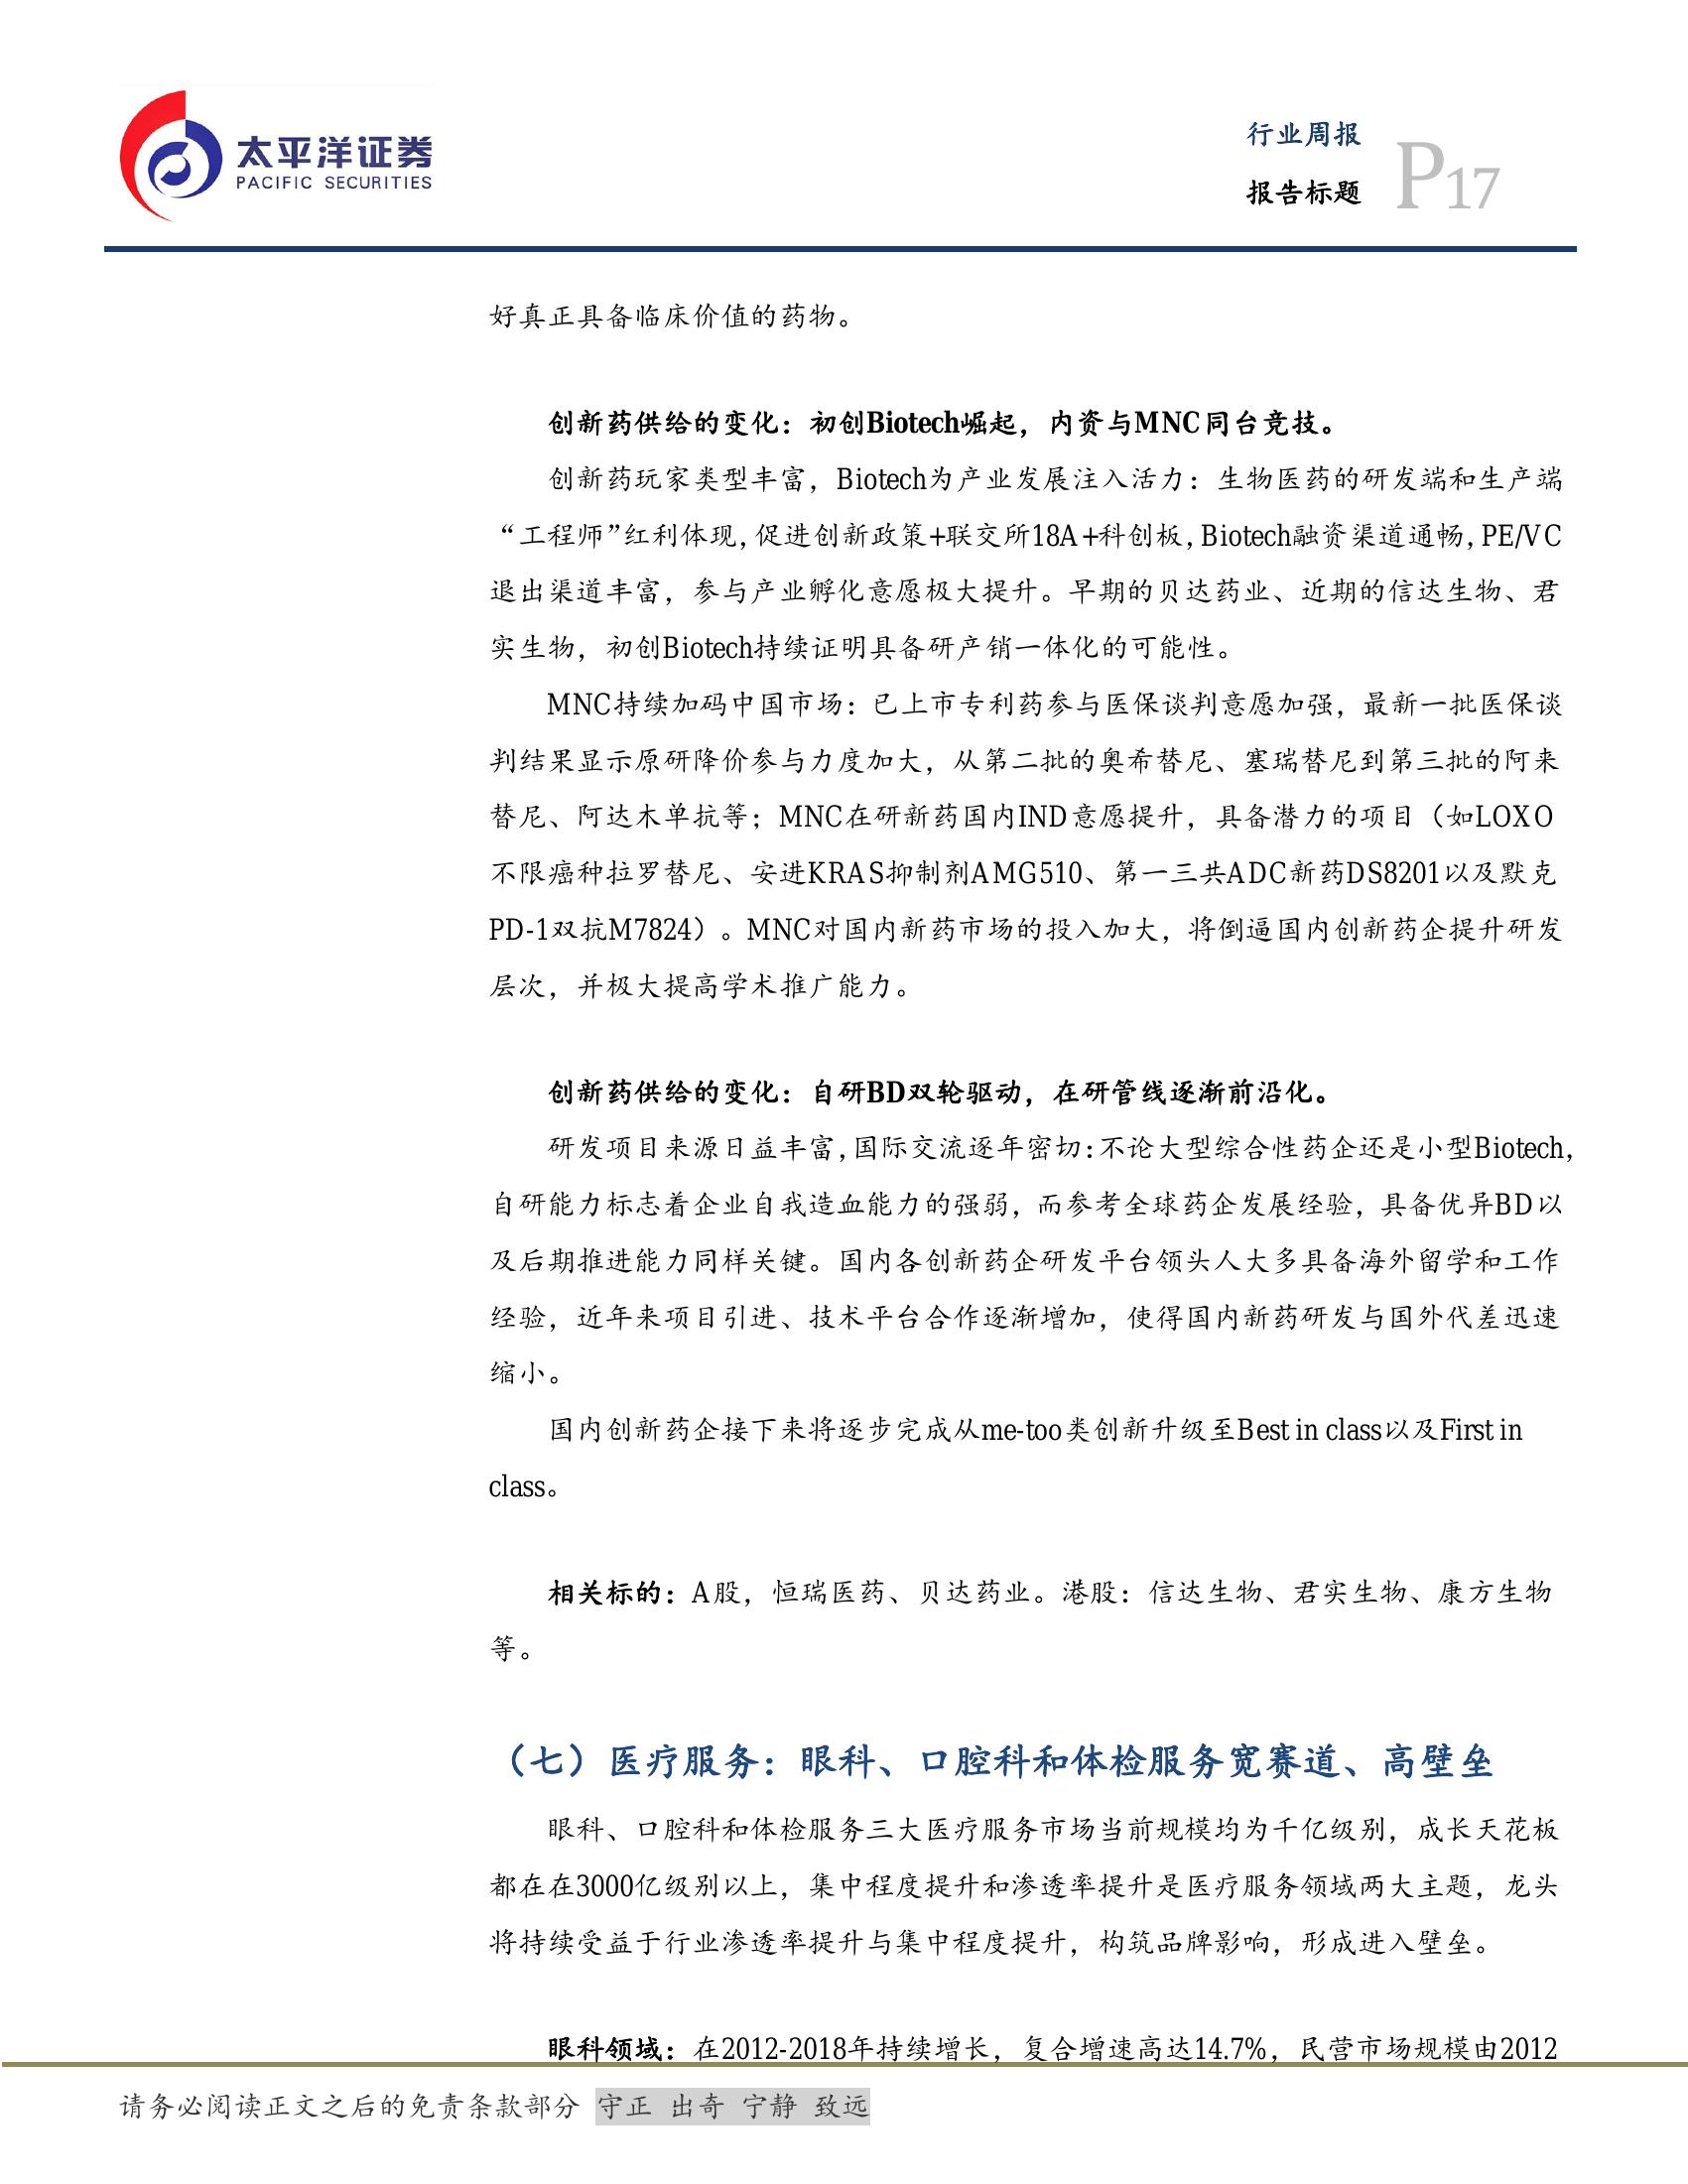 太平洋证券
PACIFIC SECURITIES
行业周报
报告标题
P17
好真正具备临床价值的药物。
创新药供给的变化：初创Biotech崛起，内资与MNC同台竞技。
创新药玩家类型丰富，Biotech为产业发展注入活力：生物医药的研发端和生产端
“工程师”红利体现，促进创新政策+联交所18A+科创板，Biotech融资渠道通畅，PE/VC
退出渠道丰富，参与产业孵化意愿极大提升。早期的贝达药业、近期的信达生物、君
实生物，初创Biotech持续证明具备研产销一体化的可能性。
MNC持续加码中国市场：已上市专利药参与医保谈判意愿加强，最新一批医保谈
判结果显示原研降价参与力度加大，从第二批的奥希替尼、塞瑞替尼到第三批的阿来
替尼、阿达木单抗等；MNC在研新药国内IND意愿提升，具备潜力的项目（如LOXO
不限癌种拉罗替尼、安进KRAS抑制剂AMG510、第一三共ADC新药DS8201以及默克
PD-1双抗M7824）。MNC对国内新药市场的投入加大，将倒逼国内创新药企提升研发
层次，并极大提高学术推广能力。
创新药供给的变化：自研BD双轮驱动，在研管线逐渐前沿化。
研发项目来源日益丰富，国际交流逐年密切：不论大型综合性药企还是小型Biotech，
自研能力标志着企业自我造血能力的强弱，而参考全球药企发展经验，具备优异BD以
及后期推进能力同样关键。国内各创新药企研发平台领头人大多具备海外留学和工作
经验，近年来项目引进、技术平台合作逐渐增加，使得国内新药研发与国外代差迅速
缩小。
国内创新药企接下来将逐步完成从me-too类创新升级至Best in class以及First in
class。
相关标的：A股，恒瑞医药、贝达药业。港股：信达生物、君实生物、康方生物
等。
（七）医疗服务：眼科、口腔科和体检服务宽赛道、高壁垒
眼科、口腔科和体检服务三大医疗服务市场当前规模均为千亿级别，成长天花板
都在在3000亿级别以上，集中程度提升和渗透率提升是医疗服务领域两大主题，龙头
将持续受益于行业渗透率提升与集中程度提升，构筑品牌影响，形成进入壁垒。
眼科领域：在2012-2018年持续增长，复合增速高达14.7%，民营市场规模由2012
请务必阅读正文之后的免责条款部分 守正 出奇 宁静 致远